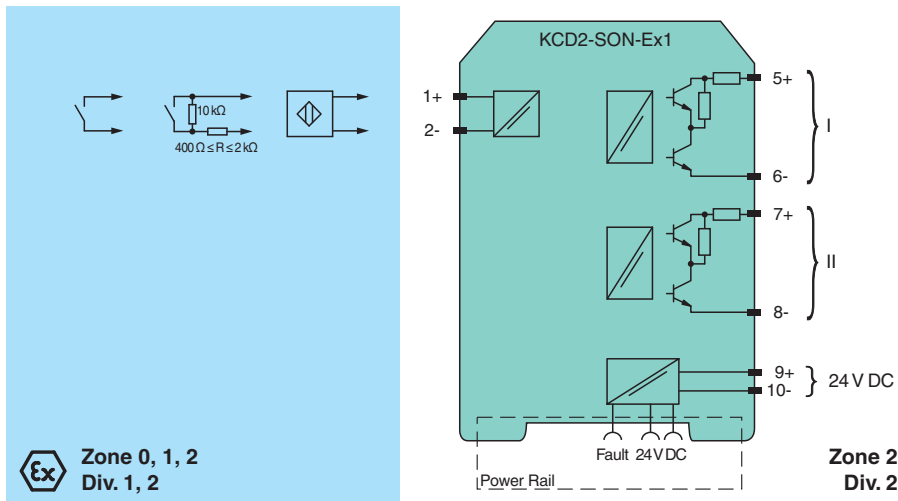 KCD2-SON-Ex1
1+
2-
10 kΩ
400 Ω ≤ R ≤ 2 kΩ
5+
I
6-
7+
II
8-
9+
10-
24 V DC
Fault 24 V DC
Power Rail
Ex
Zone 0, 1, 2
Div. 1, 2
Zone 2
Div. 2